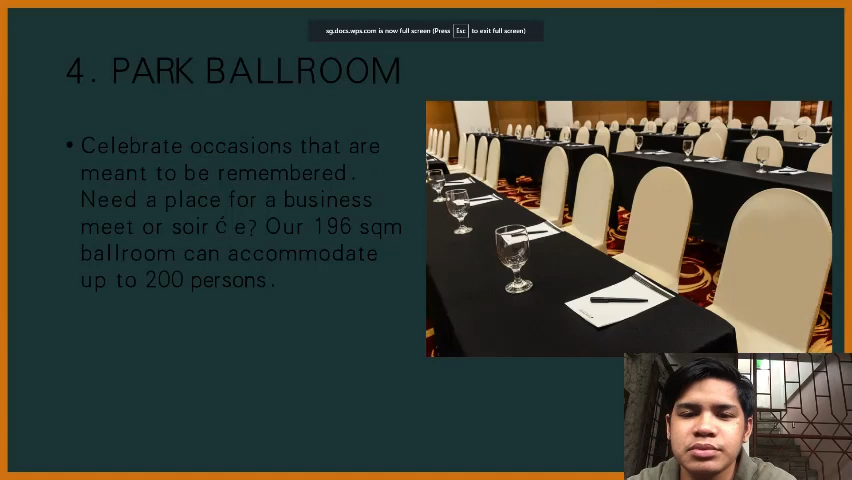 sg.docs.wps.com is now full screen (Press Esc to exit full screen)
4. PARK BALLROOM
• Celebrate occasions that are
meant to be remembered.
Need a place for a business
meet or soir ć e? Our 196 sqm
ballroom can accommodate
up to 200 persons.